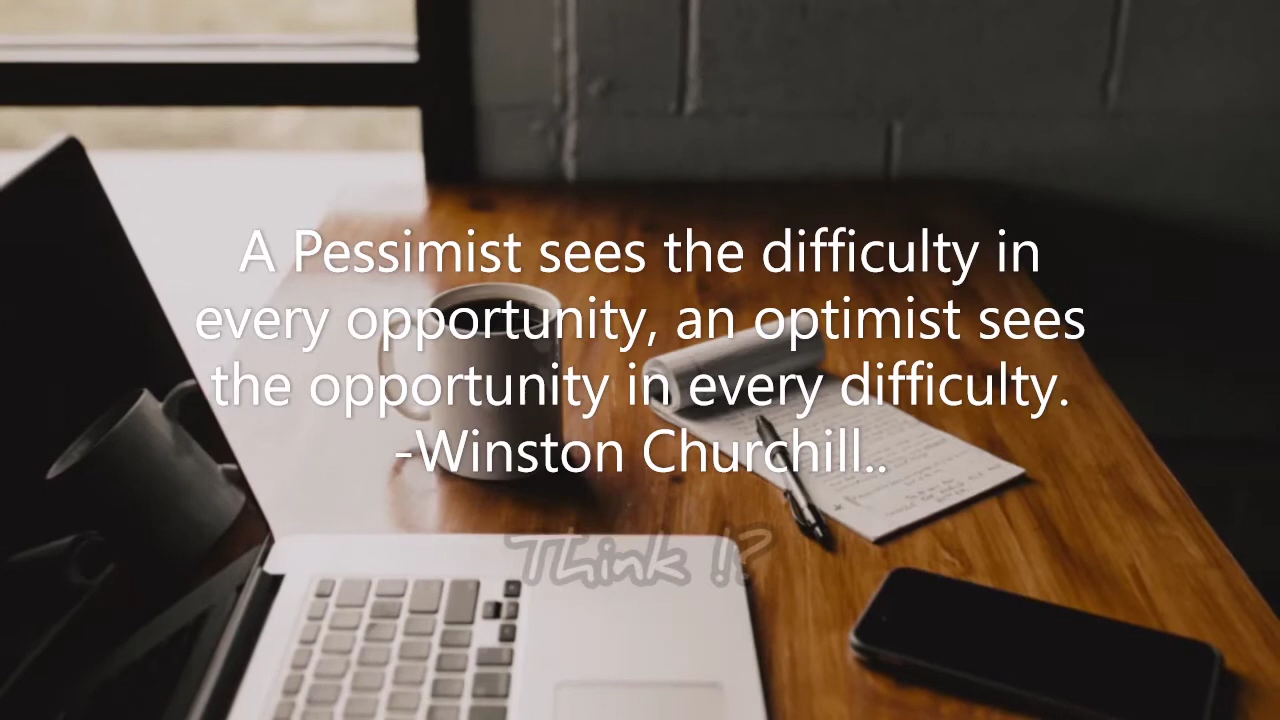 A Pessimist sees the difficulty in
every opportunity, an optimist sees
the opportunity in every difficulty.
-Winston Churchill..
Think !?